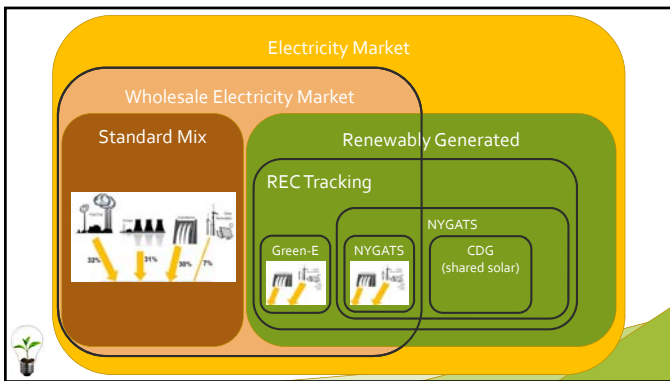 Electricity Market
Wholesale Electricity Market
Standard Mix
Renewably Generated
REC Tracking
NYGATS
Green-E
NYGATS
CDG
(shared solar)
32%
31%
30%
7%